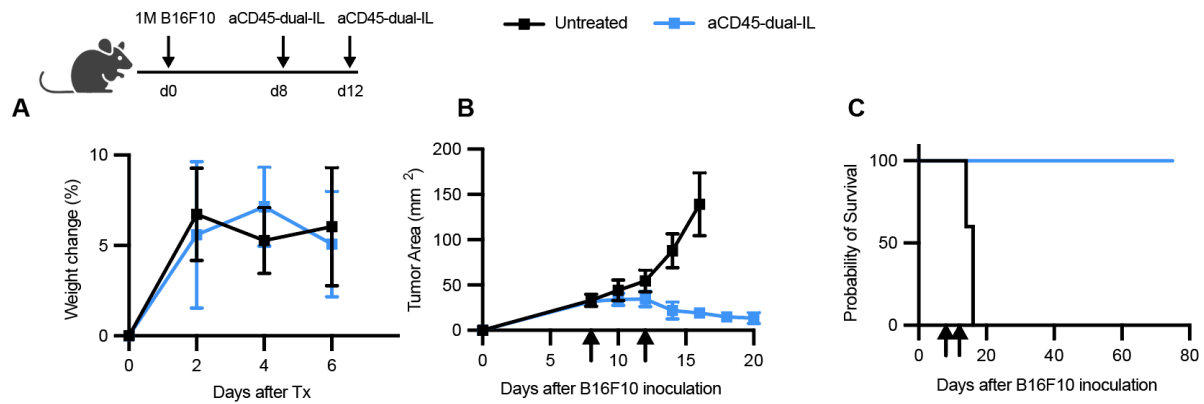 1M B16F10 aCD45-dual-IL aCD45-dual-IL
Untreated aCD45-dual-IL
d0 d8 d12
A
Weight change (%)
10
5
0
0 2 4 6
Days after Tx
B
Tumor Area (mm 2)
200
150
100
50
0
0 5 10 15 20
Days after B16F10 inoculation
C
Probability of Survival
100
50
0
0 20 40 60 80
Days after B16F10 inoculation